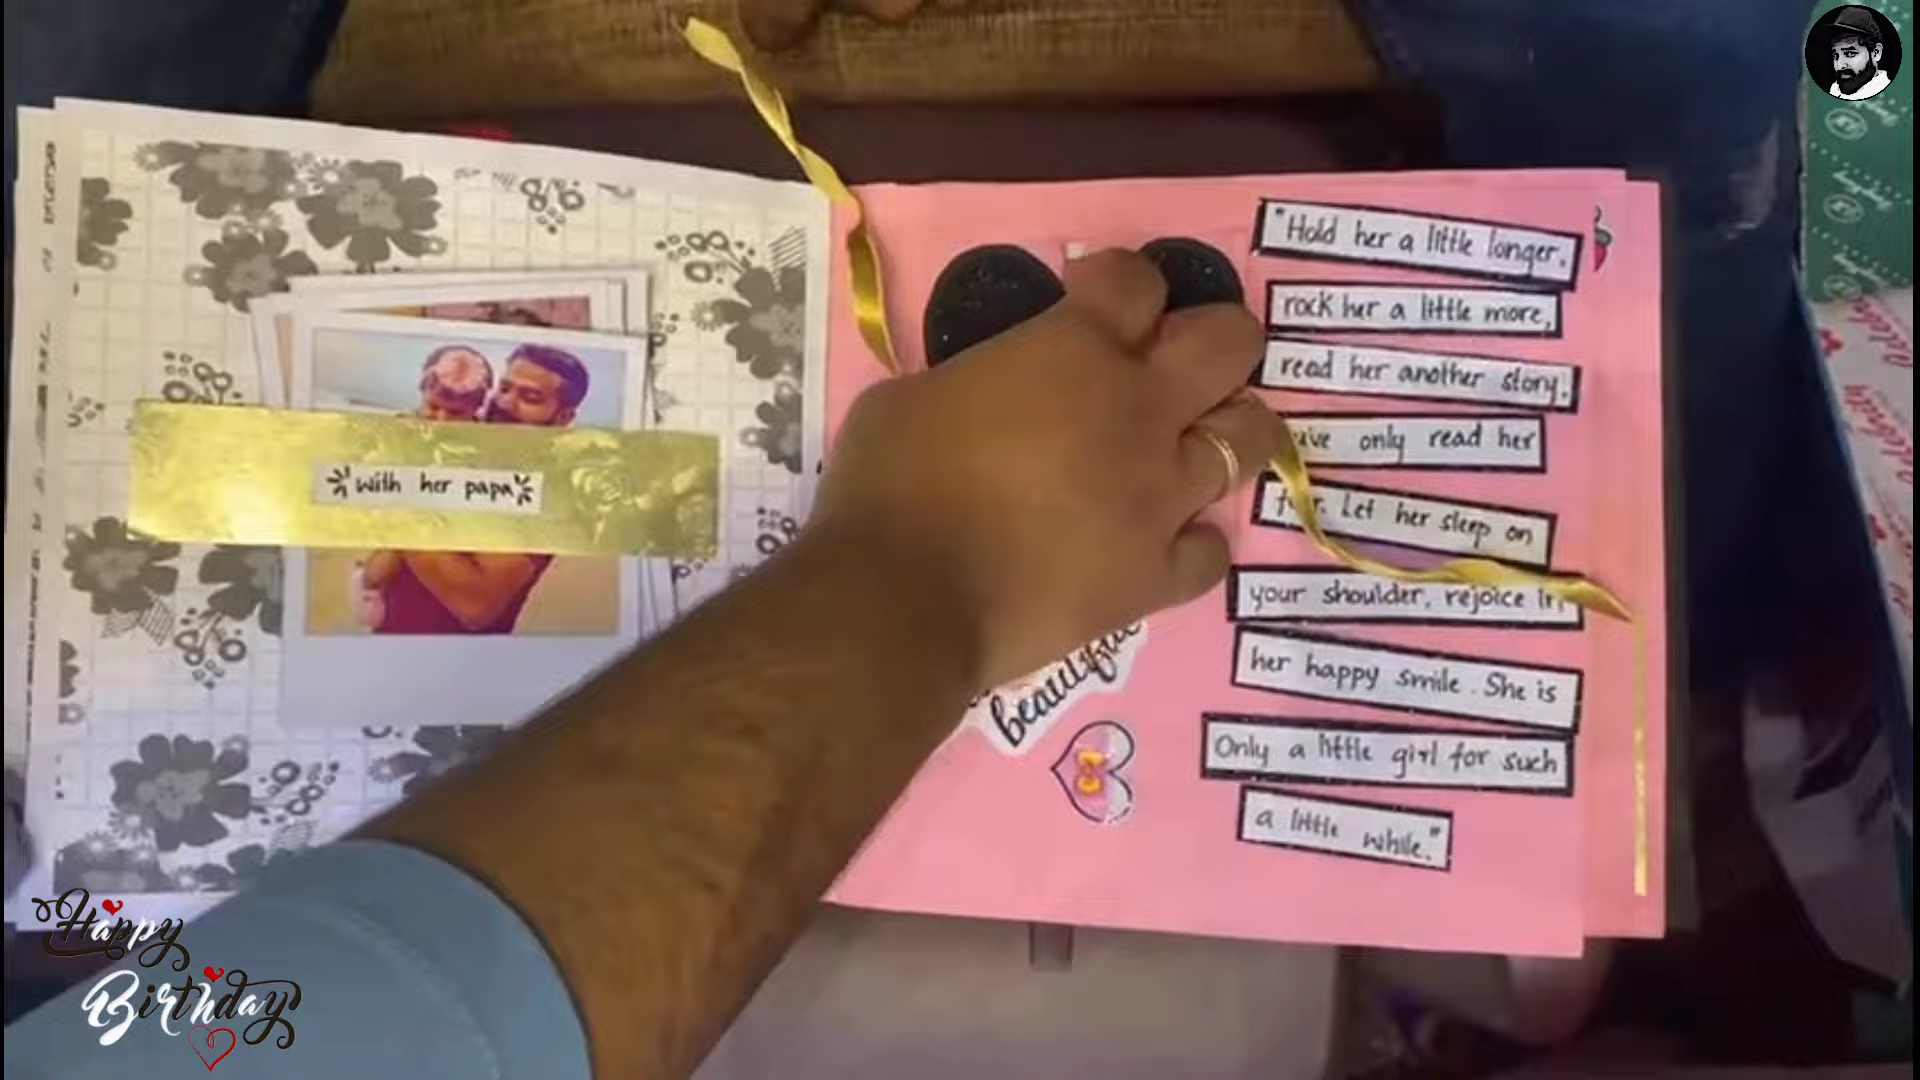 with her papa
"Hold her a little longer,
rock her a little more,
read her another story,
only read her
Let her sleep on
your shoulder, rejoice in
her happy smile. She is
Only a little girl for such
a little while."
beautiful
Happy
Birthday